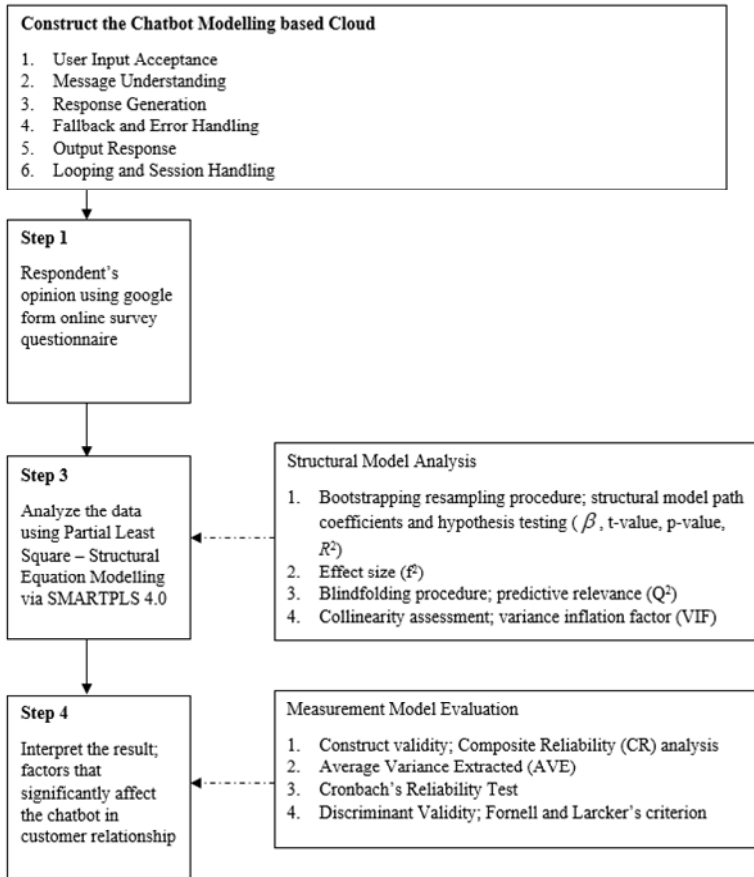 Construct the Chatbot Modelling based Cloud
1. User Input Acceptance
2. Message Understanding
3. Response Generation
4. Fallback and Error Handling
5. Output Response
6. Looping and Session Handling
Step 1
Respondent's
opinion using google
form online survey
questionnaire
Step 3
Analyze the data
using Partial Least
Square – Structural
Equation Modelling
via SMARTPLS 4.0
Structural Model Analysis
1. Bootstrapping resampling procedure; structural model path
coefficients and hypothesis testing ( β, t-value, p-value,
R²)
2. Effect size (f²)
3. Blindfolding procedure; predictive relevance (Q²)
4. Collinearity assessment; variance inflation factor (VIF)
Step 4
Interpret the result;
factors that
significantly affect
the chatbot in
customer relationship
Measurement Model Evaluation
1. Construct validity; Composite Reliability (CR) analysis
2. Average Variance Extracted (AVE)
3. Cronbach's Reliability Test
4. Discriminant Validity; Fornell and Larcker's criterion